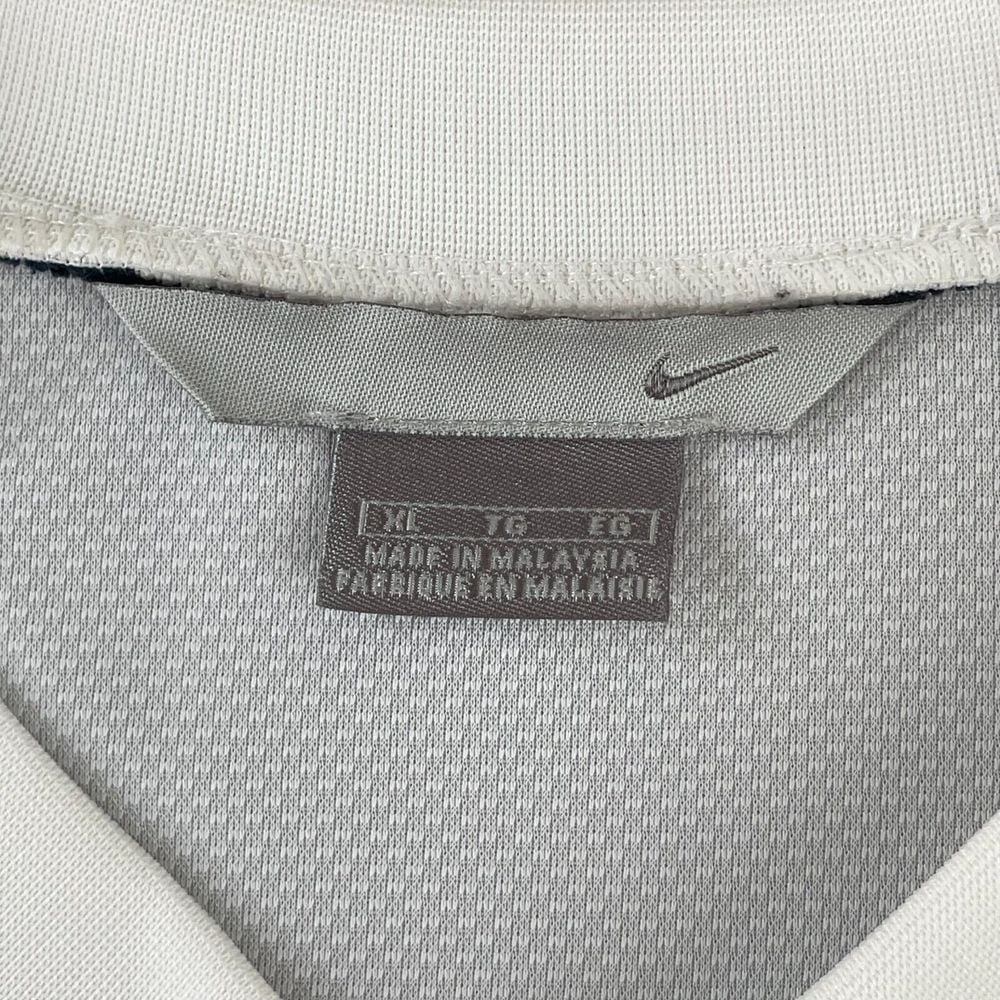 XL TG EG
MADE IN MALAYSIA
FABRIQUE EN MALAISIE